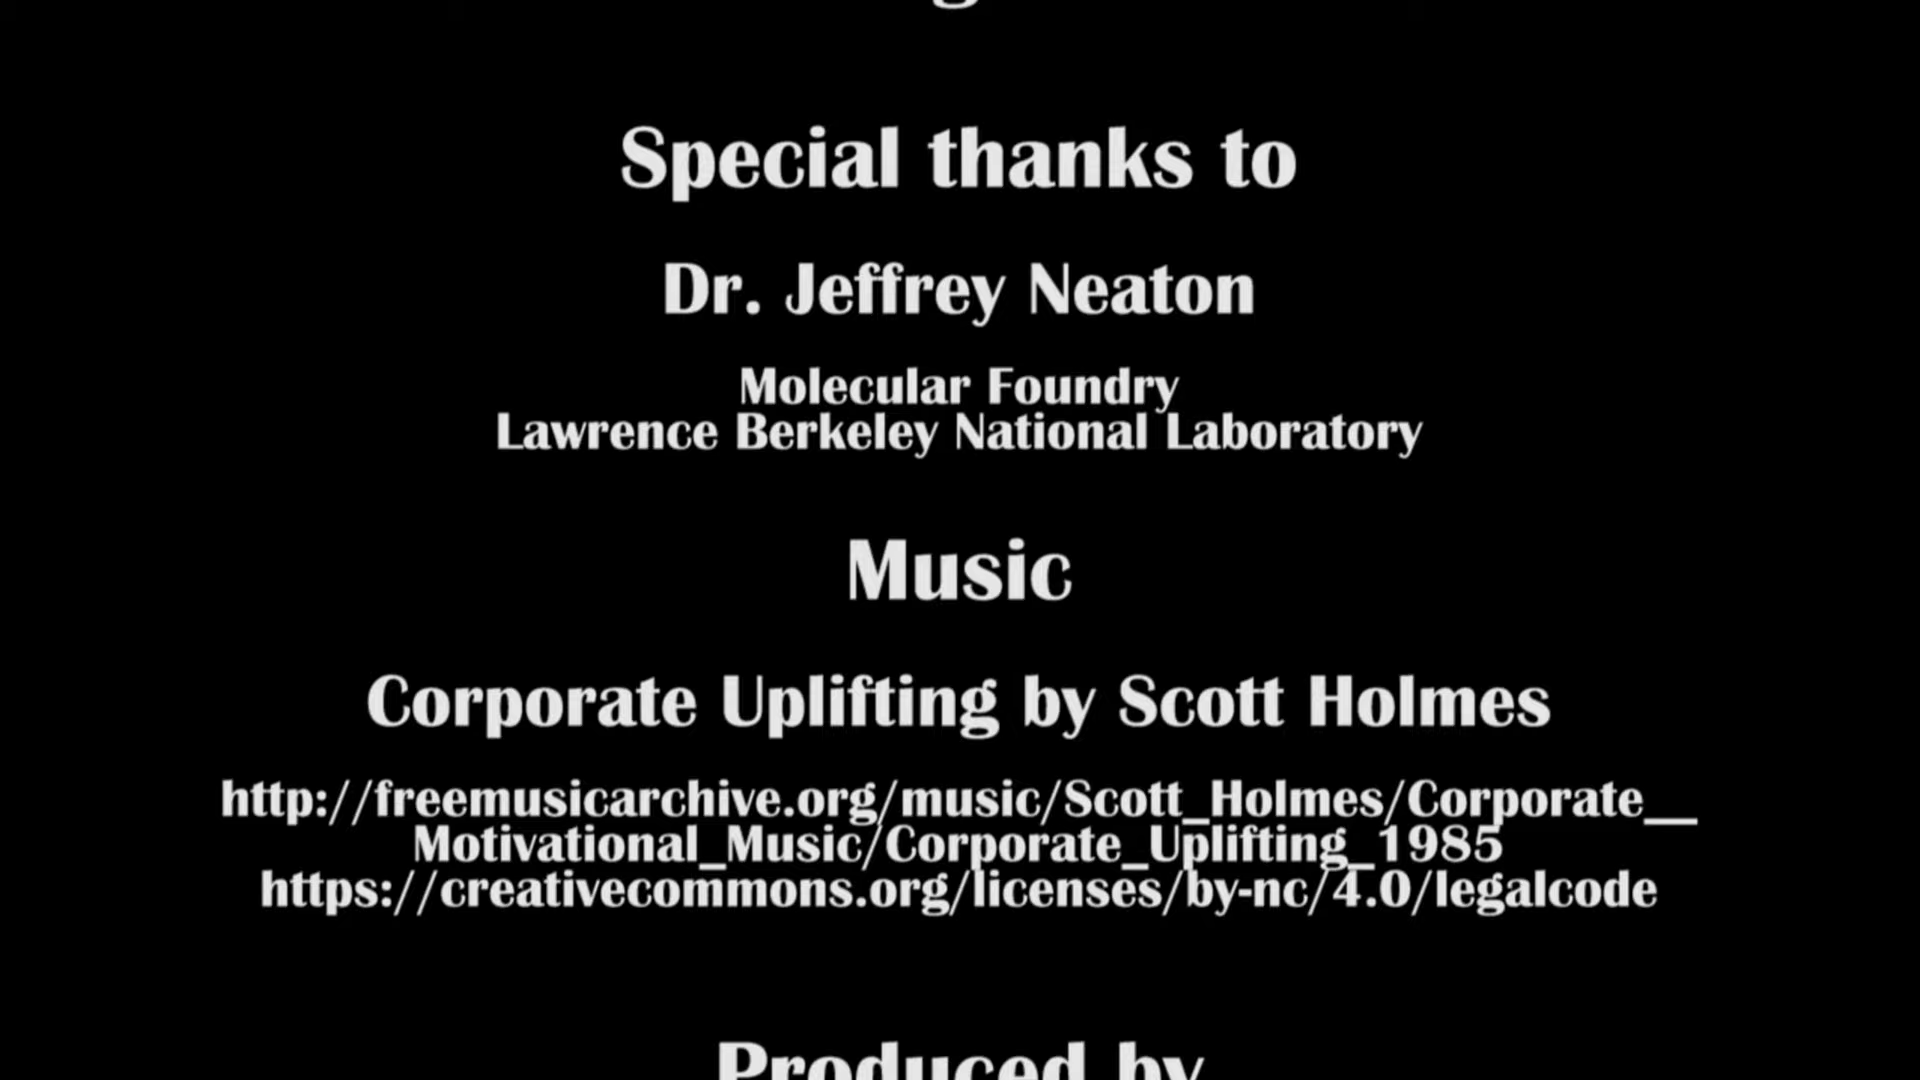 Special thanks to
Dr. Jeffrey Neaton
Molecular Foundry
Lawrence Berkeley National Laboratory
Music
Corporate Uplifting by Scott Holmes
http://freemusicarchive.org/music/Scott_Holmes/Corporate__
Motivational_Music/Corporate_Uplifting_1985
https://creativecommons.org/licenses/by-nc/4.0/legalcode
Produced by